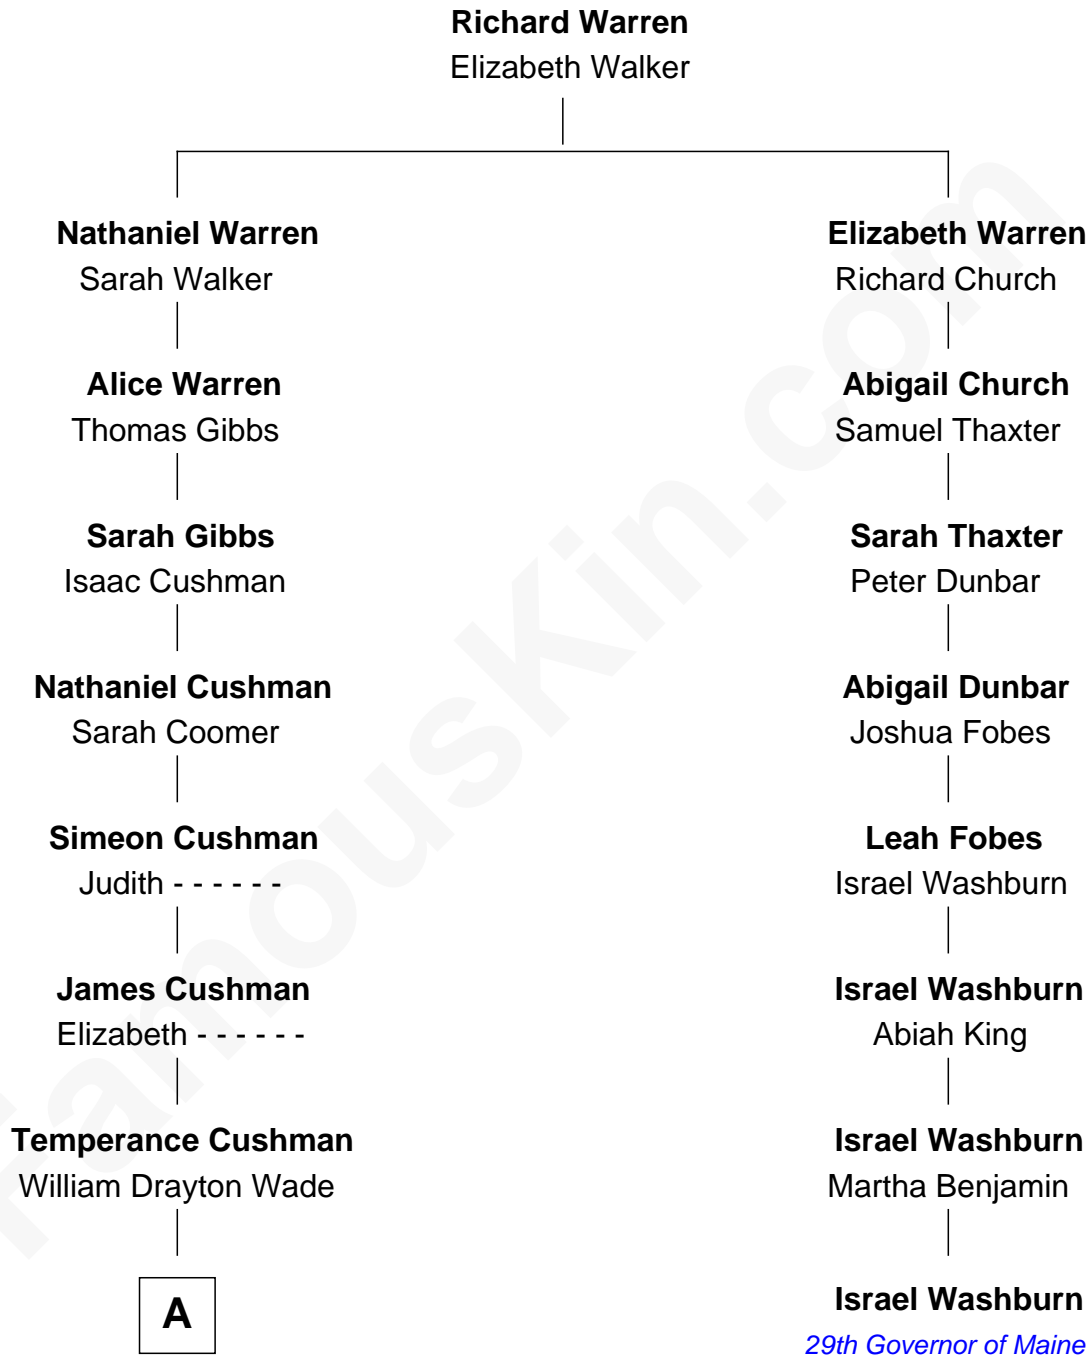 Richard Warren
Elizabeth Walker
Nathaniel Warren
Sarah Walker
Elizabeth Warren
Richard Church
Alice Warren
Thomas Gibbs
Abigail Church
Samuel Thaxter
Sarah Gibbs
Isaac Cushman
Sarah Thaxter
Peter Dunbar
Nathaniel Cushman
Sarah Coomer
Abigail Dunbar
Joshua Fobes
Simeon Cushman
Judith - - - - - -
Leah Fobes
Israel Washburn
James Cushman
Elizabeth - - - - - -
Israel Washburn
Abiah King
Temperance Cushman
William Drayton Wade
Israel Washburn
Martha Benjamin
A
Israel Washburn
29th Governor of Maine
FamousKin.com